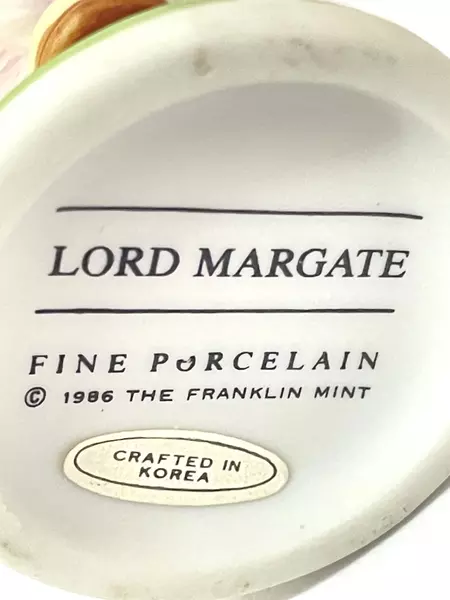 LORD MARGATE
FINE PORCELAIN
© 1986 THE FRANKLIN MINT
CRAFTED IN
KOREA